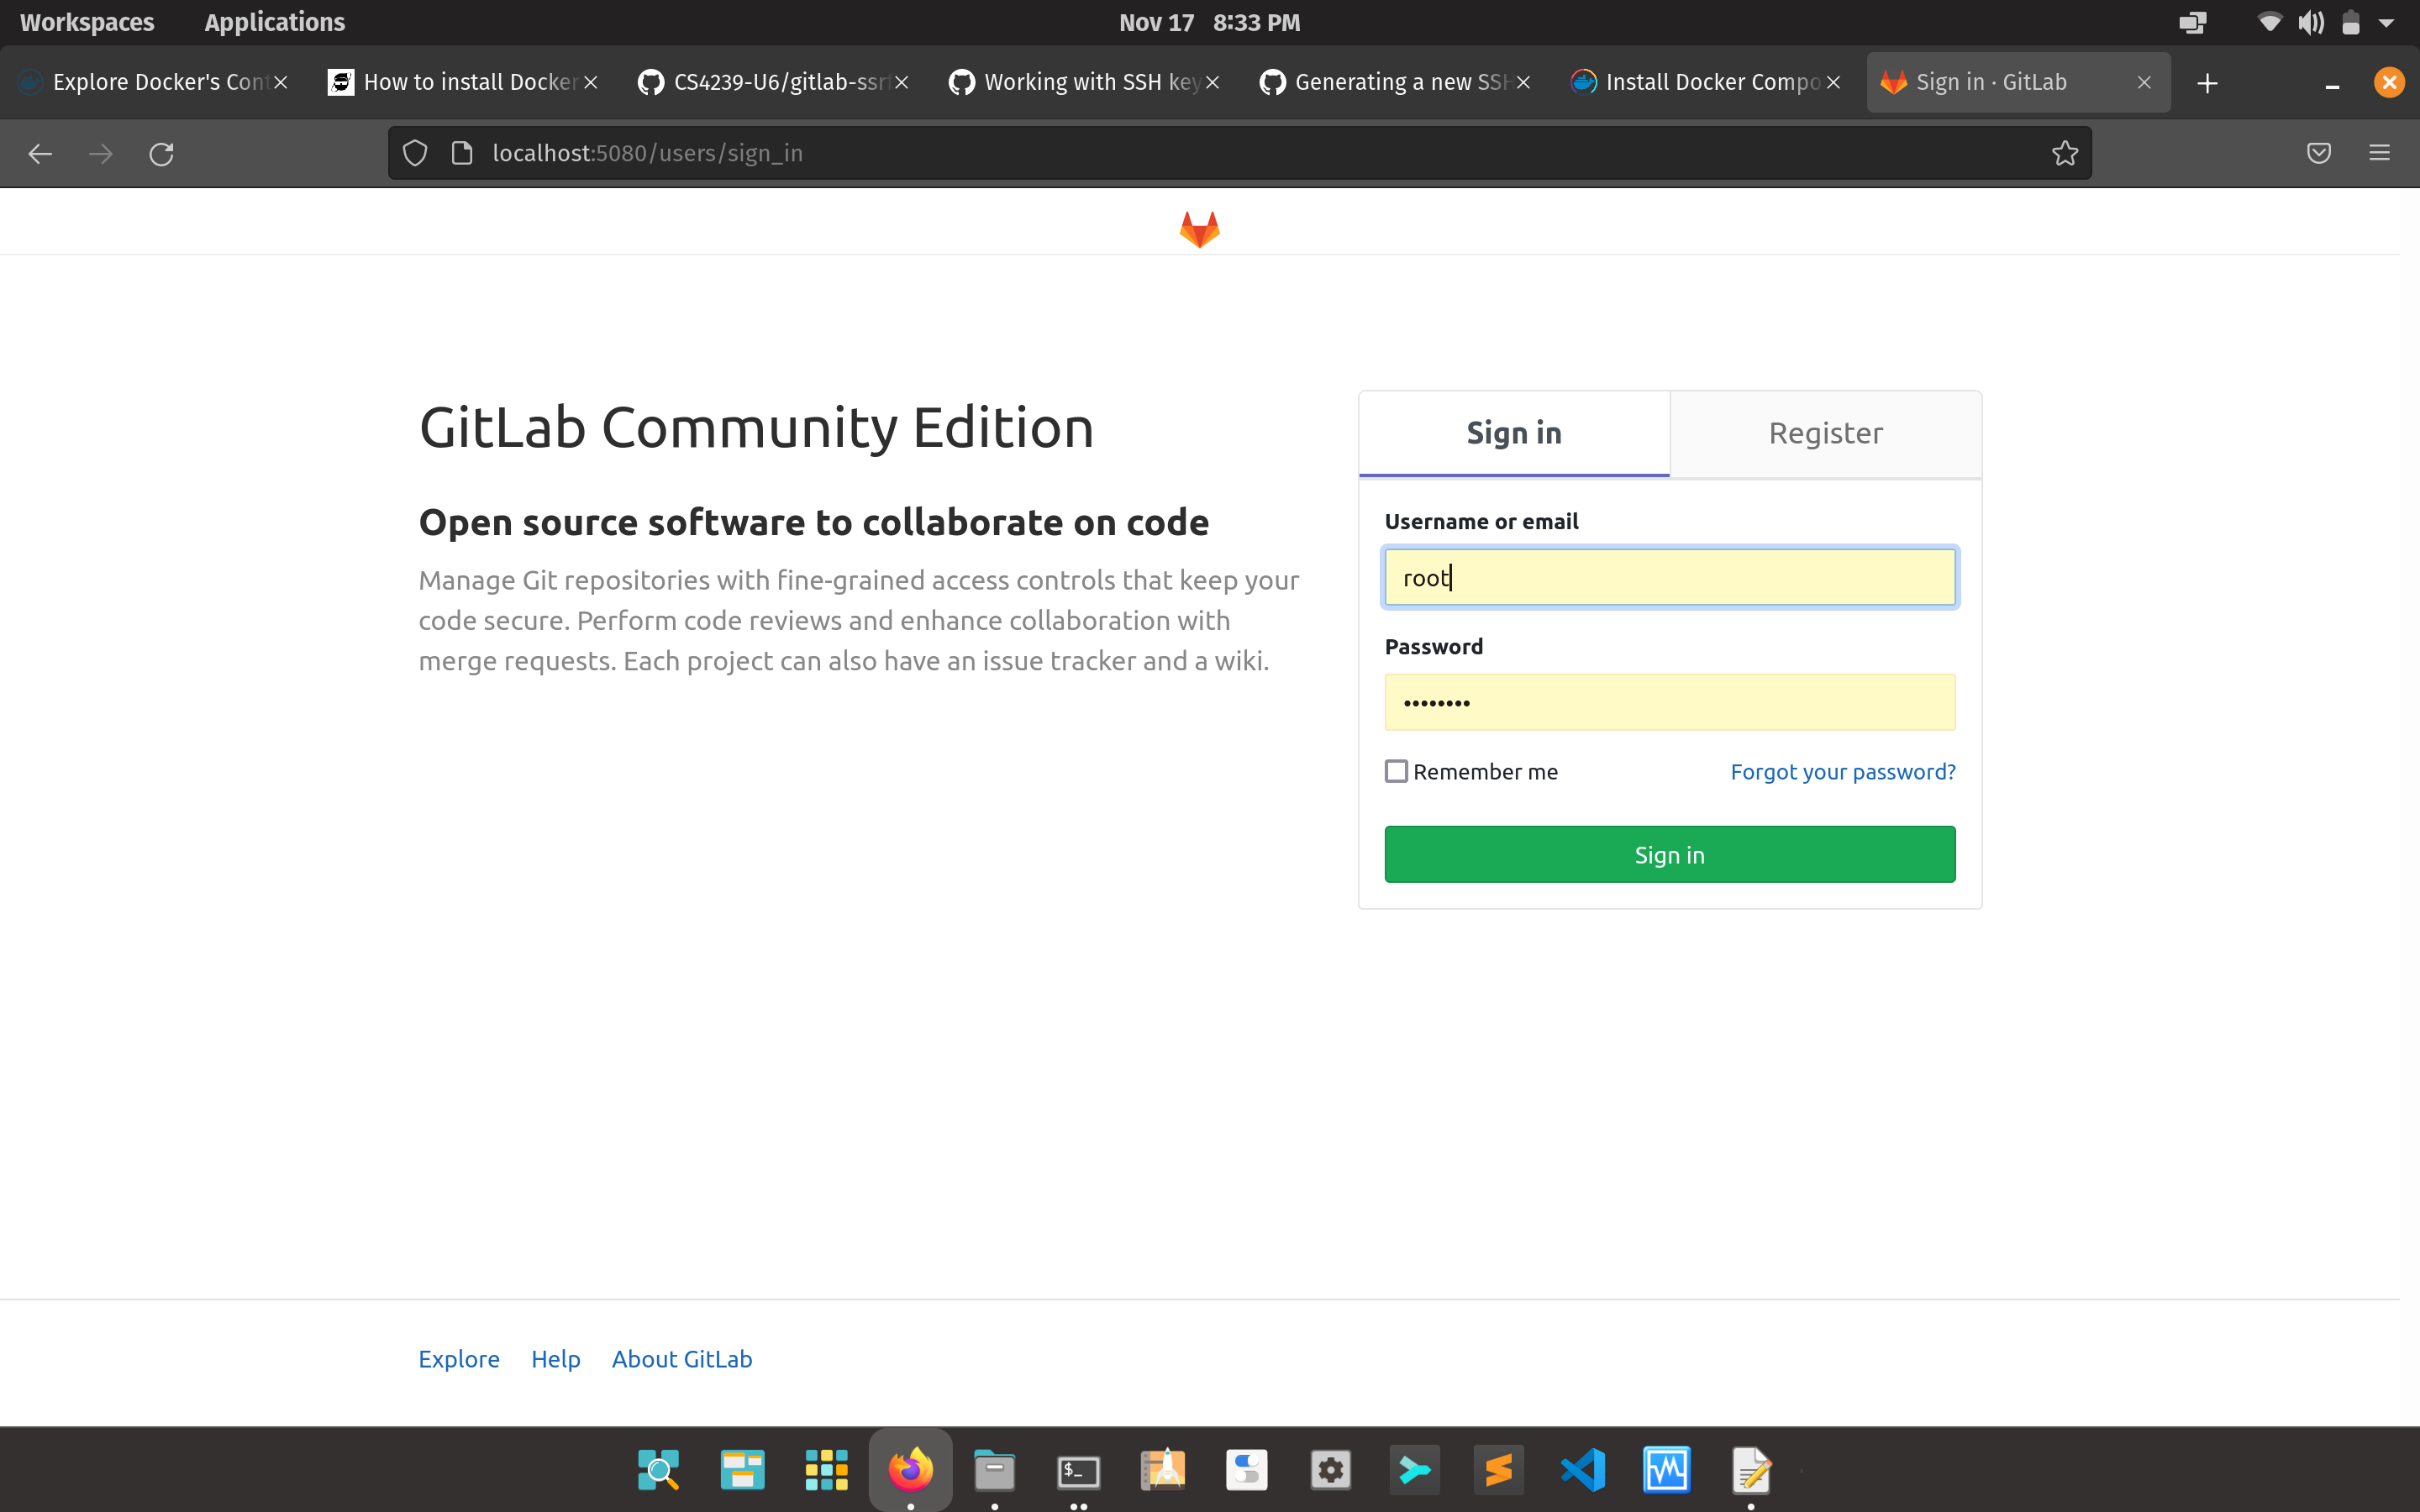 Workspaces Applications Nov 17 8:33 PM
Explore Docker's Cont How to install Docker CS4239-U6/gitlab-ssrf Working with SSH key Generating a new SSH Install Docker Compo Sign in · GitLab
localhost:5080/users/sign_in
GitLab Community Edition
Open source software to collaborate on code
Manage Git repositories with fine-grained access controls that keep your
code secure. Perform code reviews and enhance collaboration with
merge requests. Each project can also have an issue tracker and a wiki.
Sign in Register
Username or email
root
Password
••••••••
Remember me Forgot your password?
Sign in
Explore Help About GitLab
$_